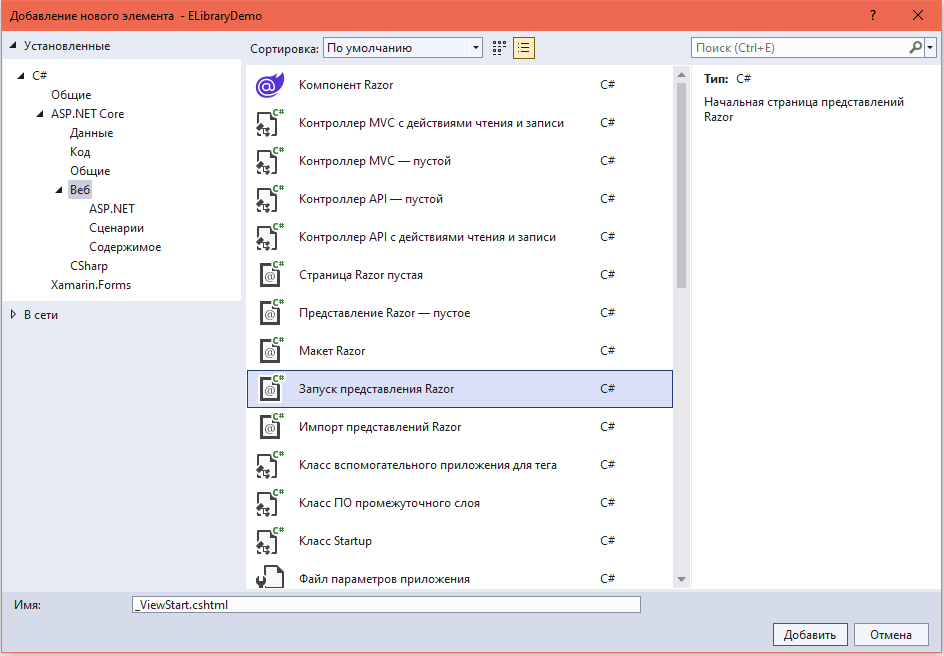 Добавление нового элемента - ELibraryDemo
?
Установленные
C#
Общие
ASP.NET Core
Данные
Код
Общие
Веб
ASP.NET
Сценарии
Содержимое
CSharp
Xamarin.Forms
В сети
Сортировка: По умолчанию
Компонент Razor C#
Контроллер MVC с действиями чтения и записи C#
Контроллер MVC — пустой C#
Контроллер API — пустой C#
Контроллер API с действиями чтения и записи C#
Страница Razor пустая C#
Представление Razor — пустое C#
Макет Razor C#
Запуск представления Razor C#
Импорт представлений Razor C#
Класс вспомогательного приложения для тега C#
Класс ПО промежуточного слоя C#
Класс Startup C#
Файл параметров приложения C#
Поиск (Ctrl+E)
Тип: C#
Начальная страница представлений
Razor
Имя: _ViewStart.cshtml
Добавить Отмена